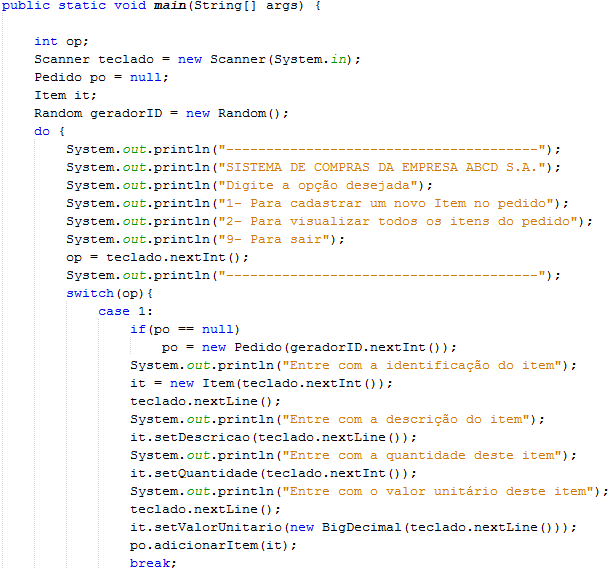 public static void main(String[] args) {
int op;
Scanner teclado = new Scanner(System.in);
Pedido po = null;
Item it;
Random geradorID = new Random();
do {
System.out.println("---------------------------------------");
System.out.println("SISTEMA DE COMPRAS DA EMPRESA ABCD S.A.");
System.out.println("Digite a opção desejada");
System.out.println("1- Para cadastrar um novo Item no pedido");
System.out.println("2- Para visualizar todos os itens do pedido");
System.out.println("9- Para sair");
op = teclado.nextInt();
System.out.println("---------------------------------------");
switch(op){
case 1:
if(po == null)
po = new Pedido(geradorID.nextInt());
System.out.println("Entre com a identificação do item");
it = new Item(teclado.nextInt());
teclado.nextLine();
System.out.println("Entre com a descrição do item");
it.setDescricao(teclado.nextLine());
System.out.println("Entre com a quantidade deste item");
it.setQuantidade(teclado.nextInt());
System.out.println("Entre com o valor unitário deste item");
teclado.nextLine();
it.setValorUnitario(new BigDecimal(teclado.nextLine()));
po.adicionarItem(it);
break;